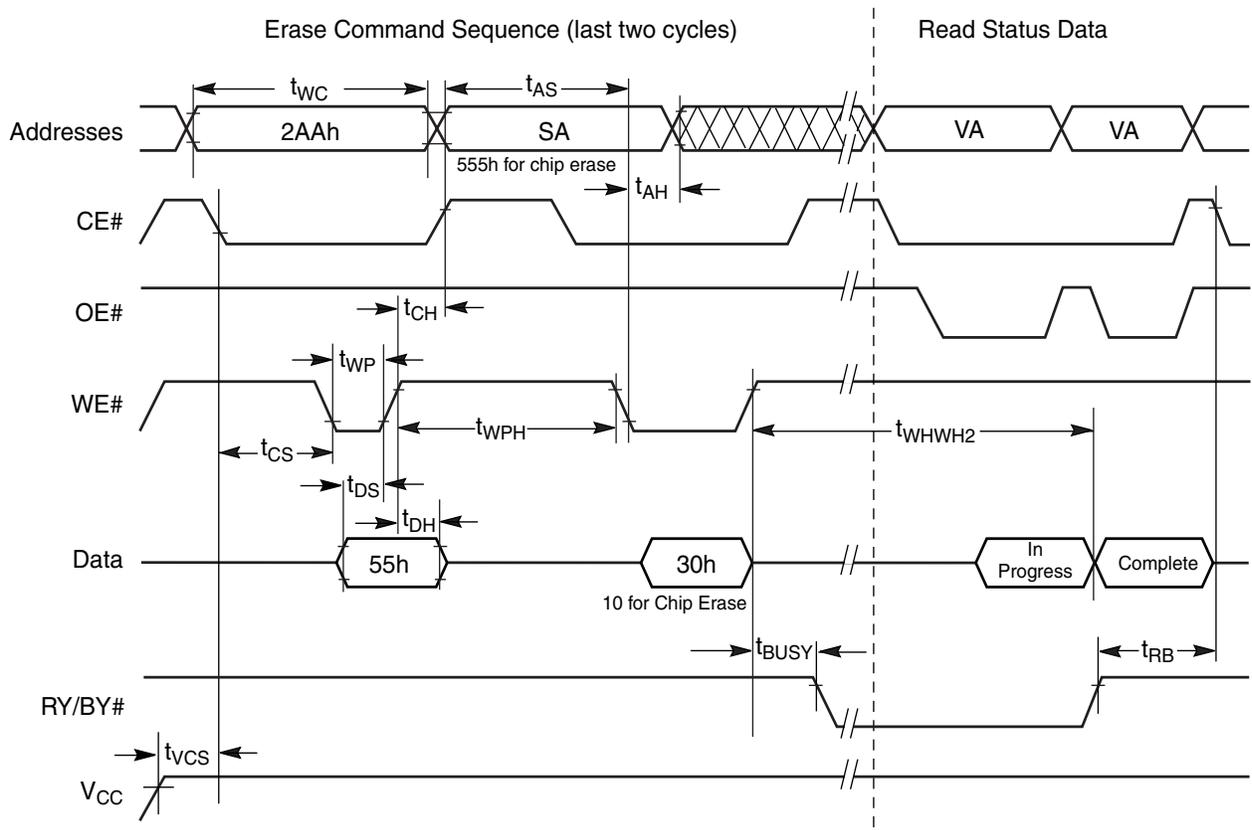 Erase Command Sequence (last two cycles)
Read Status Data
tWC
tAS
Addresses
2AAh
SA
VA
VA
555h for chip erase
tAH
CE#
OE#
tCH
tWP
WE#
tWPH
tWHWH2
tCS
tDS
tDH
Data
55h
30h
In
Progress
Complete
10 for Chip Erase
tBUSY
tRB
RY/BY#
tVCS
VCC